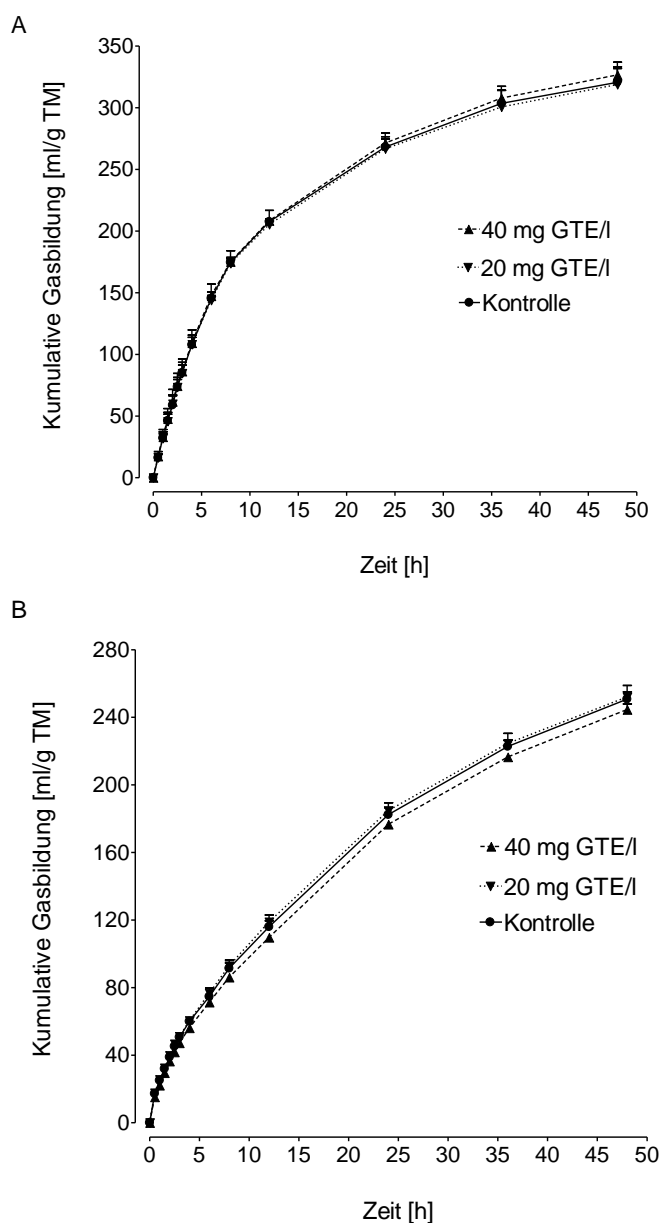 A
Kumulative Gasbildung [ml/g TM]
350
300
250
200
150
100
50
0
40 mg GTE/l
20 mg GTE/l
Kontrolle
0 5 10 15 20 25 30 35 40 45 50
Zeit [h]
B
Kumulative Gasbildung [ml/g TM]
280
240
200
160
120
80
40
0
40 mg GTE/l
20 mg GTE/l
Kontrolle
0 5 10 15 20 25 30 35 40 45 50
Zeit [h]